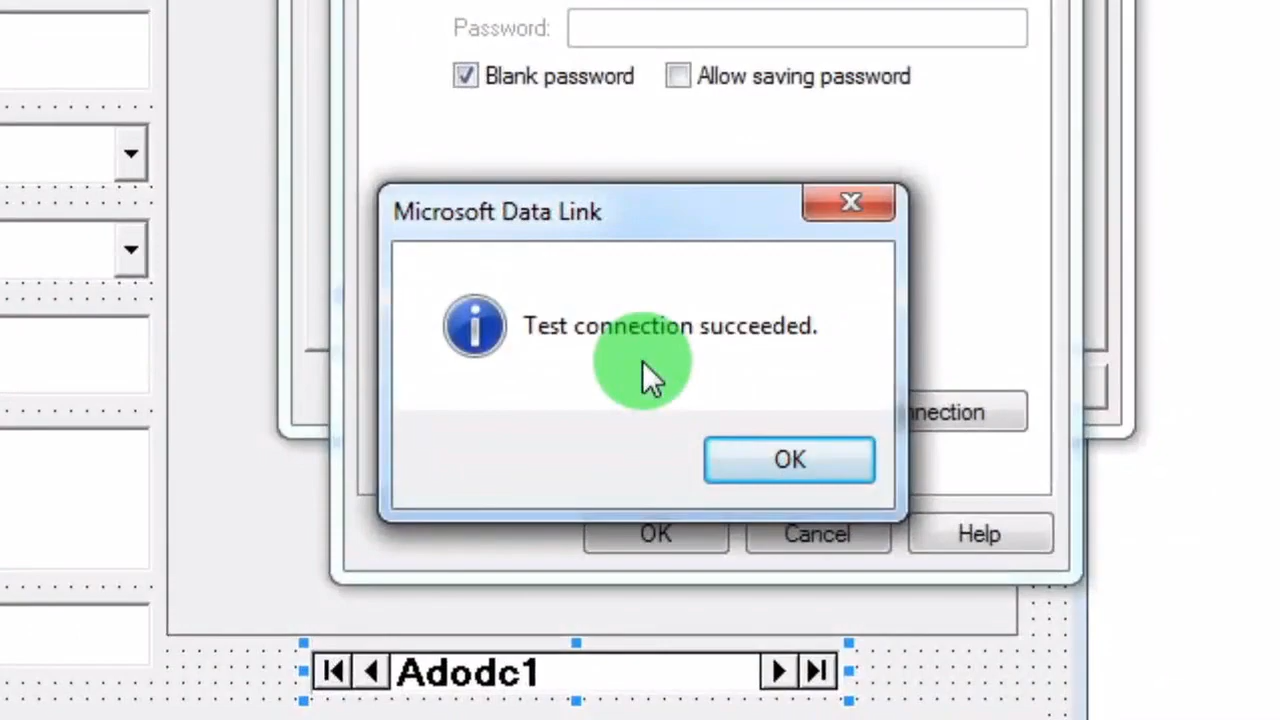 Password:
Blank password Allow saving password
Microsoft Data Link
Test connection succeeded.
nnection
OK
OK Cancel Help
Adodc1